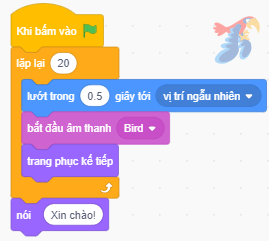 Khi bấm vào
lặp lại 20
lướt trong 0.5 giây tới vị trí ngẫu nhiên
bắt đầu âm thanh Bird
trang phục kế tiếp
nói Xin chào!